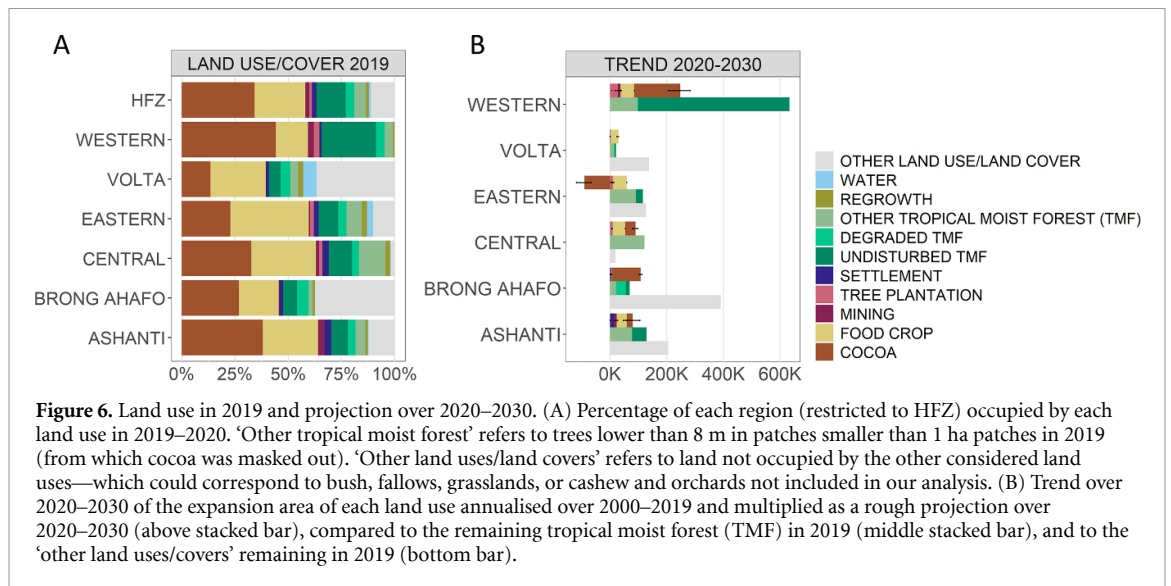 A
B
LAND USE/COVER 2019
TREND 2020-2030
HFZ
WESTERN
VOLTA
EASTERN
CENTRAL
BRONG AHAFO
ASHANTI
0% 25% 50% 75% 100%
WESTERN
VOLTA
EASTERN
CENTRAL
BRONG AHAFO
ASHANTI
0K 200K 400K 600K
OTHER LAND USE/LAND COVER
WATER
REGROWTH
OTHER TROPICAL MOIST FOREST (TMF)
DEGRADED TMF
UNDISTURBED TMF
SETTLEMENT
TREE PLANTATION
MINING
FOOD CROP
COCOA
Figure 6. Land use in 2019 and projection over 2020–2030. (A) Percentage of each region (restricted to HFZ) occupied by each
land use in 2019–2020. ‘Other tropical moist forest’ refers to trees lower than 8 m in patches smaller than 1 ha patches in 2019
(from which cocoa was masked out). ‘Other land uses/land covers’ refers to land not occupied by the other considered land
uses—which could correspond to bush, fallows, grasslands, or cashew and orchards not included in our analysis. (B) Trend over
2020–2030 of the expansion area of each land use annualised over 2000–2019 and multiplied as a rough projection over
2020–2030 (above stacked bar), compared to the remaining tropical moist forest (TMF) in 2019 (middle stacked bar), and to the
‘other land uses/covers’ remaining in 2019 (bottom bar).